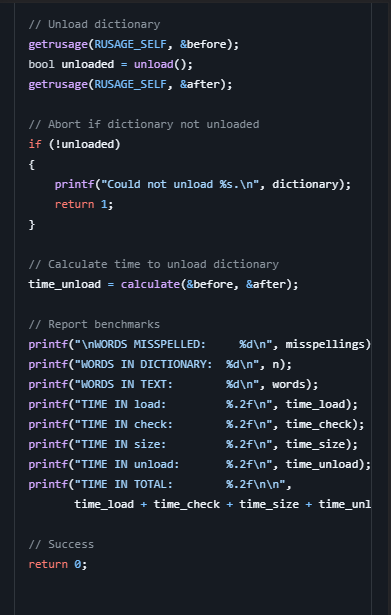 // Unload dictionary
getrusage(RUSAGE_SELF, &before);
bool unloaded = unload();
getrusage(RUSAGE_SELF, &after);
// Abort if dictionary not unloaded
if (!unloaded)
{
printf("Could not unload %s.\n", dictionary);
return 1;
}
// Calculate time to unload dictionary
time_unload = calculate(&before, &after);
// Report benchmarks
printf("\nWORDS MISSPELLED:     %d\n", misspellings)
printf("WORDS IN DICTIONARY:  %d\n", n);
printf("WORDS IN TEXT:        %d\n", words);
printf("TIME IN load:         %.2f\n", time_load);
printf("TIME IN check:        %.2f\n", time_check);
printf("TIME IN size:         %.2f\n", time_size);
printf("TIME IN unload:       %.2f\n", time_unload);
printf("TIME IN TOTAL:        %.2f\n\n",
time_load + time_check + time_size + time_unl
// Success
return 0;